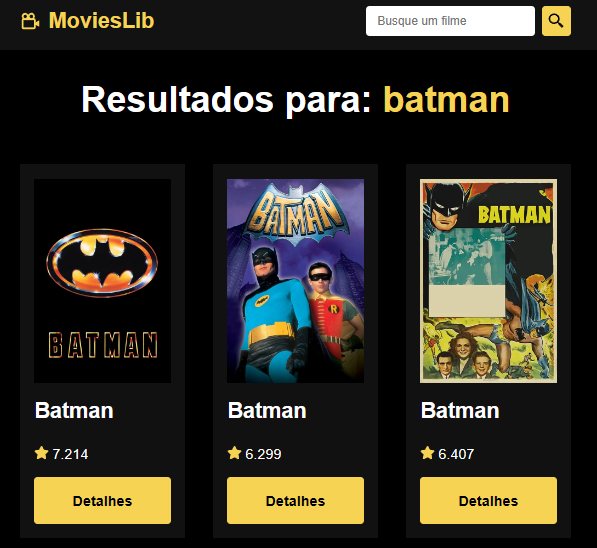 MoviesLib
Busque um filme
Resultados para: batman
BATMAN
BATMAN
R
BATMAN
Batman
Batman
Batman
7.214
6.299
6.407
Detalhes
Detalhes
Detalhes